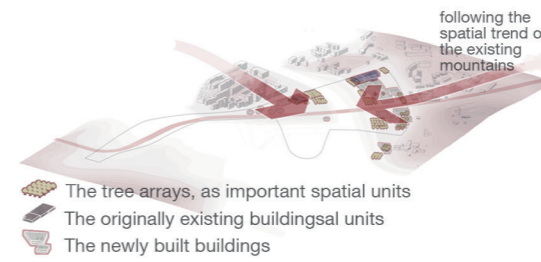 following the
spatial trend o
the existing
mountains
The tree arrays, as important spatial units
The originally existing buildingsal units
The newly built buildings